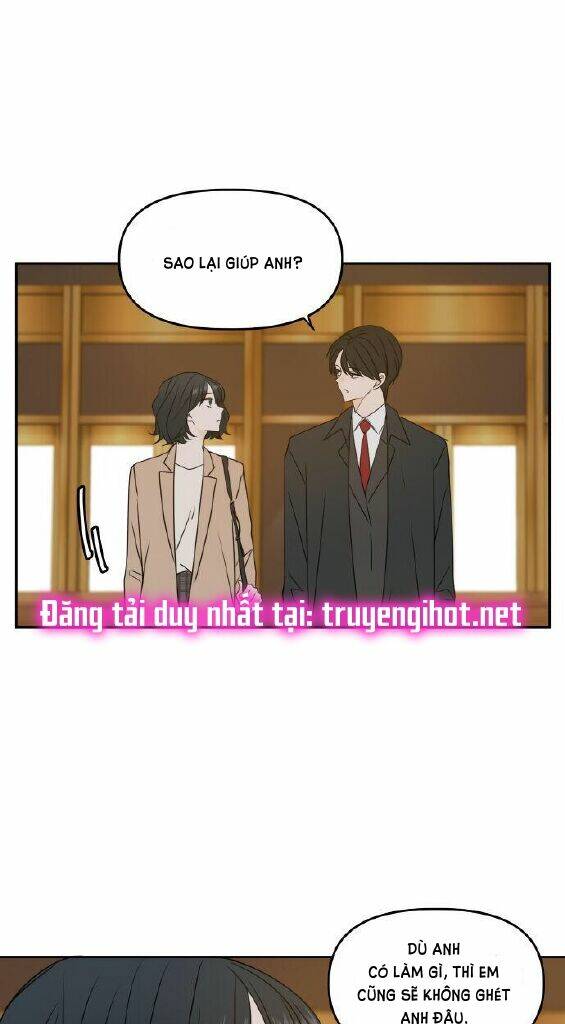 SAO LẠI GIÚP ANH?
Đăng tải duy nhất tại: truyengihot.net
DÙ ANH
CÓ LÀM GÌ, THÌ EM
CŨNG SẼ KHÔNG GHÉT
ANH ĐÂU.